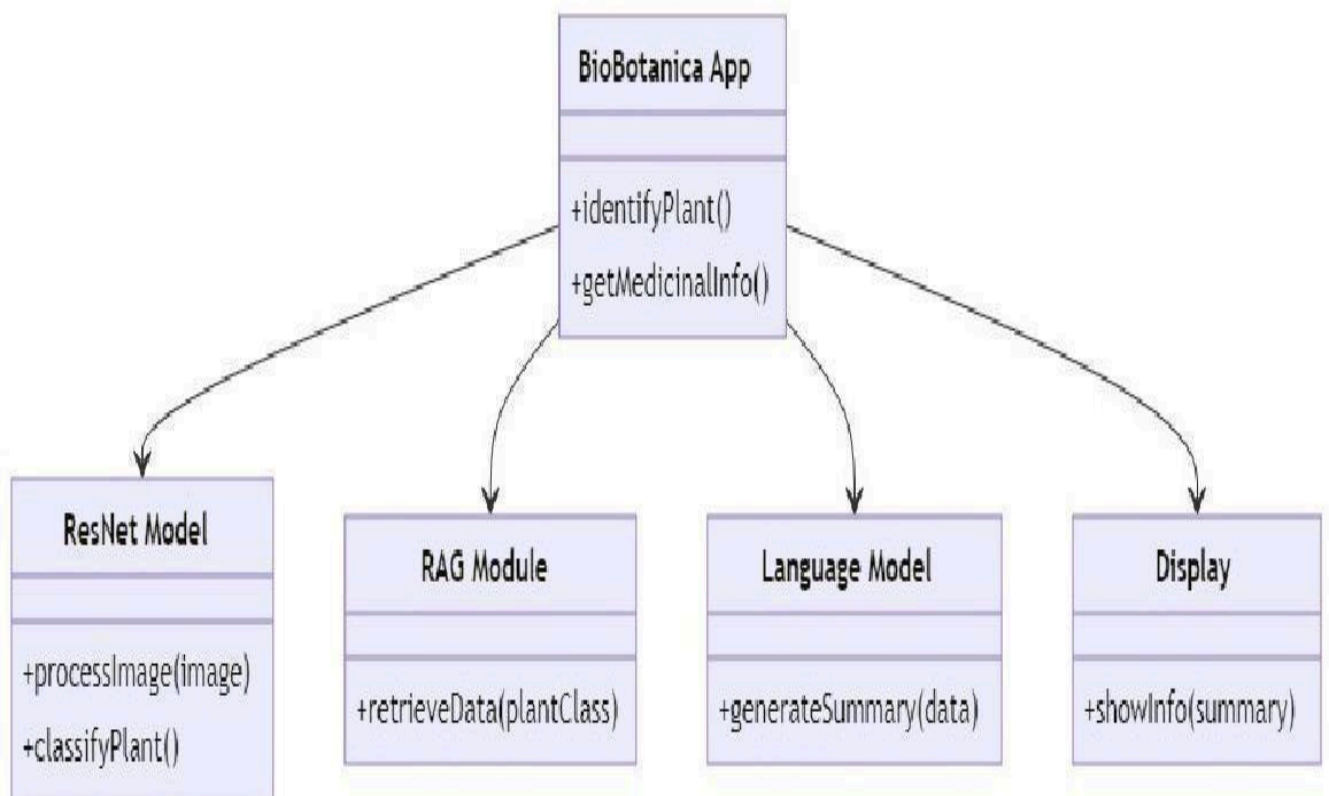 BioBotanica App
+identifyPlant()
+getMedicinalInfo()
ResNet Model
+processImage(image)
+classifyPlant()
RAG Module
+retrieveData(plantClass)
Language Model
+generateSummary(data)
Display
+showInfo(summary)